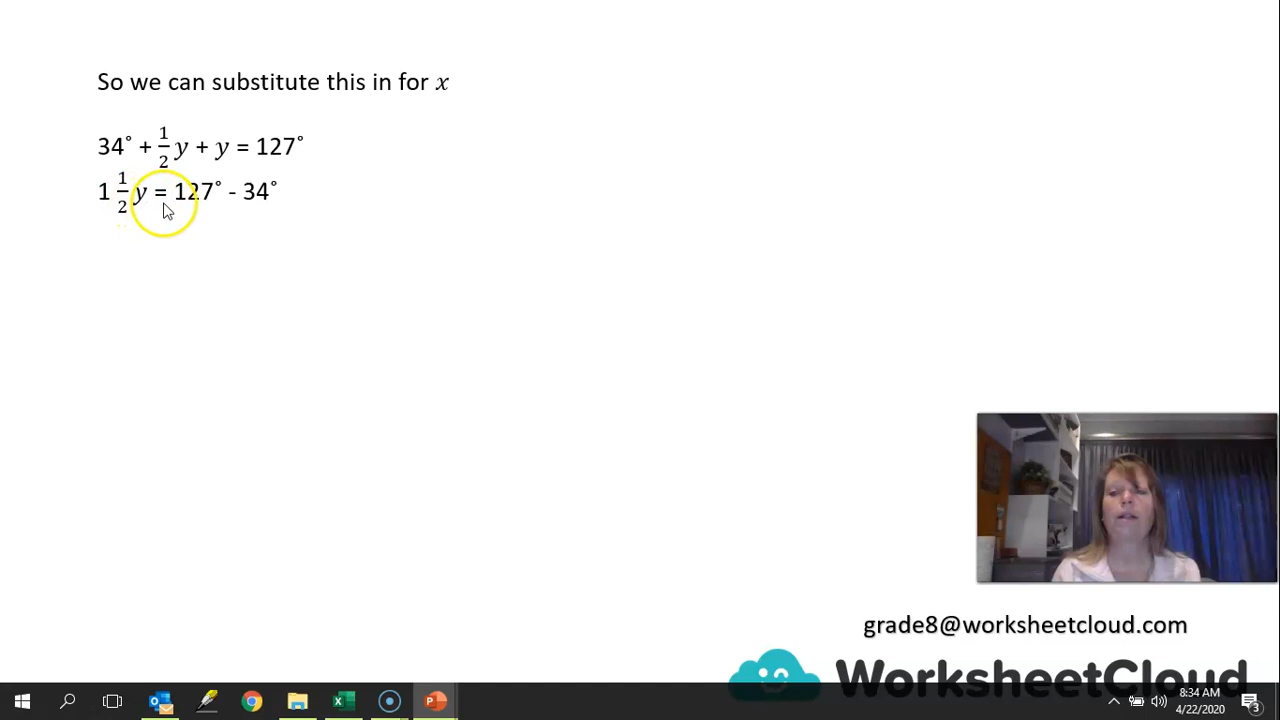 So we can substitute this in for x
34° + 1/2 y + y = 127°
1 1/2 y = 127° - 34°
grade8@worksheetcloud.com
WorksheetCloud
8:34 AM
4/22/2020
3